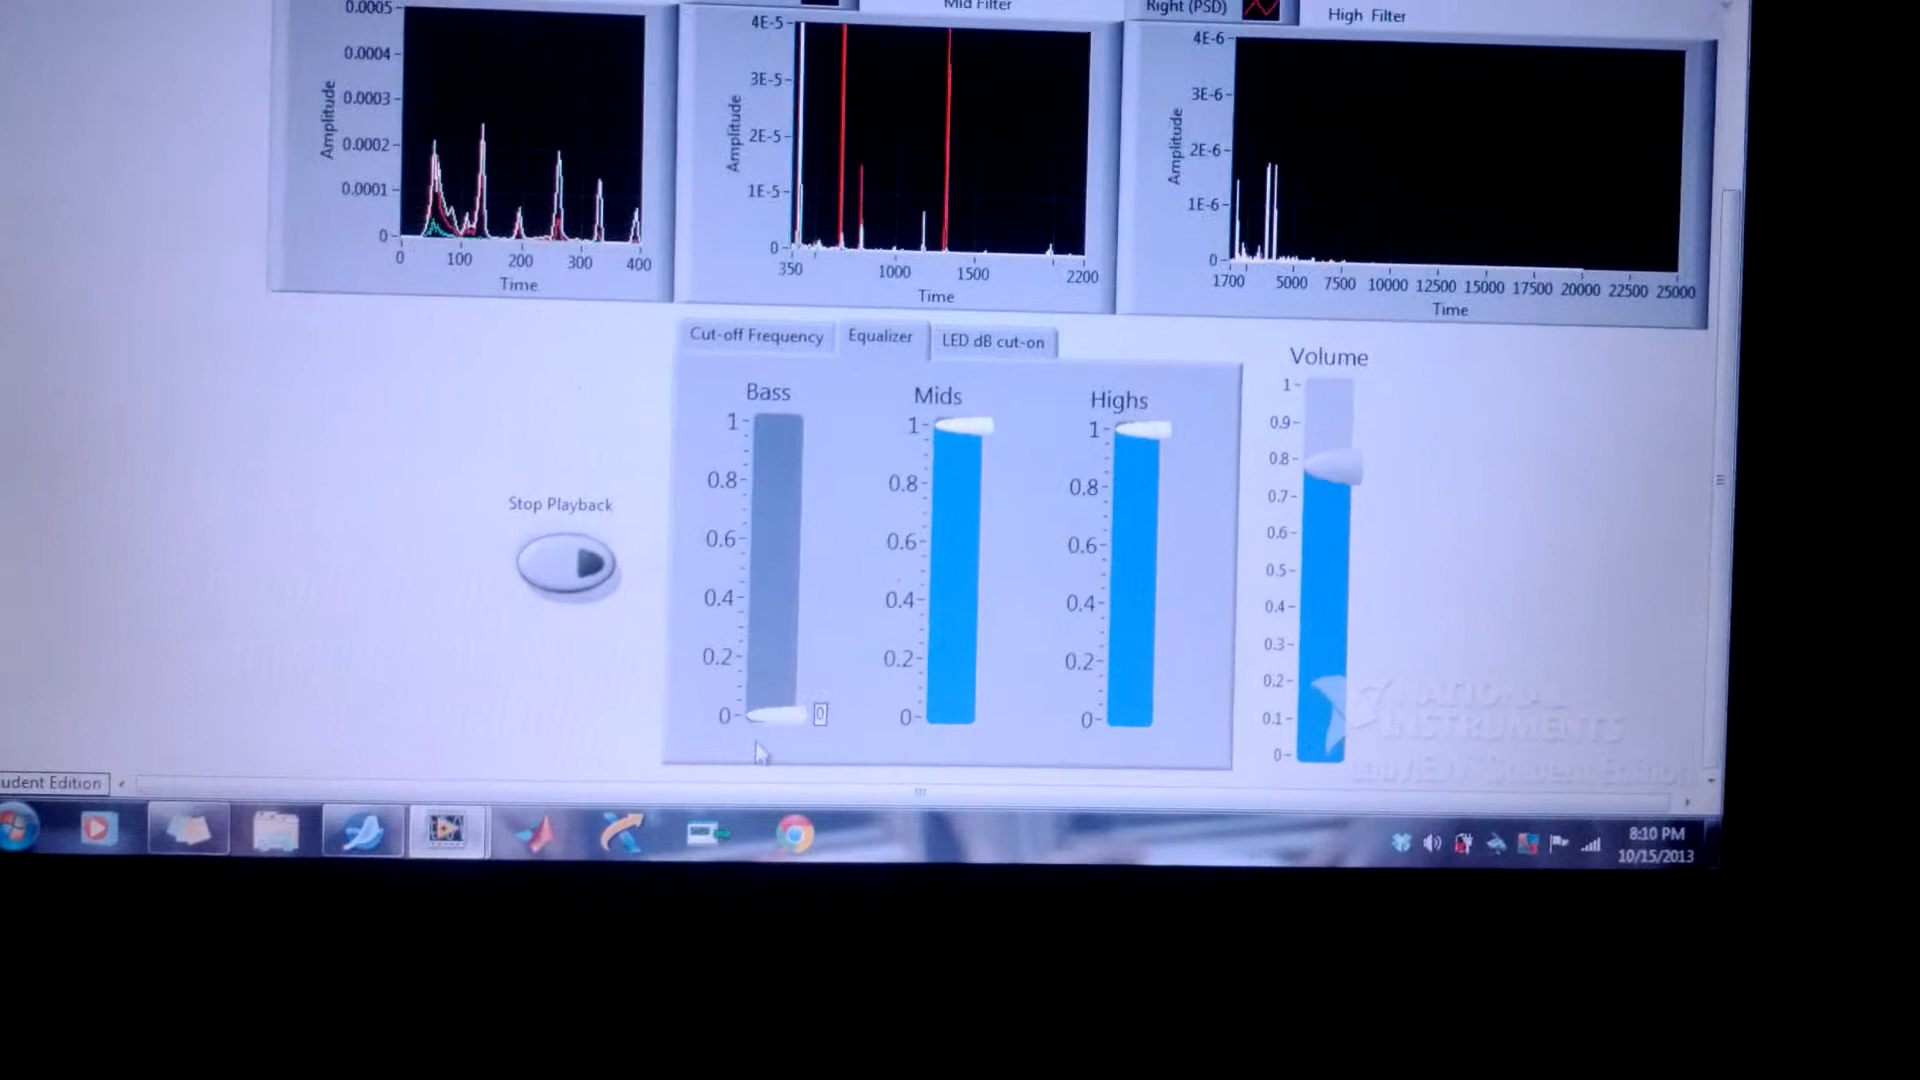 Mid Filter
Right (PSD)
High Filter
Amplitude
0.0005
0.0004
0.0003
0.0002
0.0001
0
0 100 200 300 400
Time
Amplitude
4E-5
3E-5
2E-5
1E-5
0
350 1000 1500 2200
Time
Amplitude
4E-6
3E-6
2E-6
1E-6
0
1700 5000 7500 10000 12500 15000 17500 20000 22500 25000
Time
Cut-off Frequency Equalizer LED dB cut-on
Bass
1
0.8
0.6
0.4
0.2
0
0
Mids
1
0.8
0.6
0.4
0.2
0
Highs
1
0.8
0.6
0.4
0.2
0
Volume
1
0.9
0.8
0.7
0.6
0.5
0.4
0.3
0.2
0.1
0
Stop Playback
NATIONAL
INSTRUMENTS
LabVIEW Student Edition
udent Edition
8:10 PM
10/15/2013